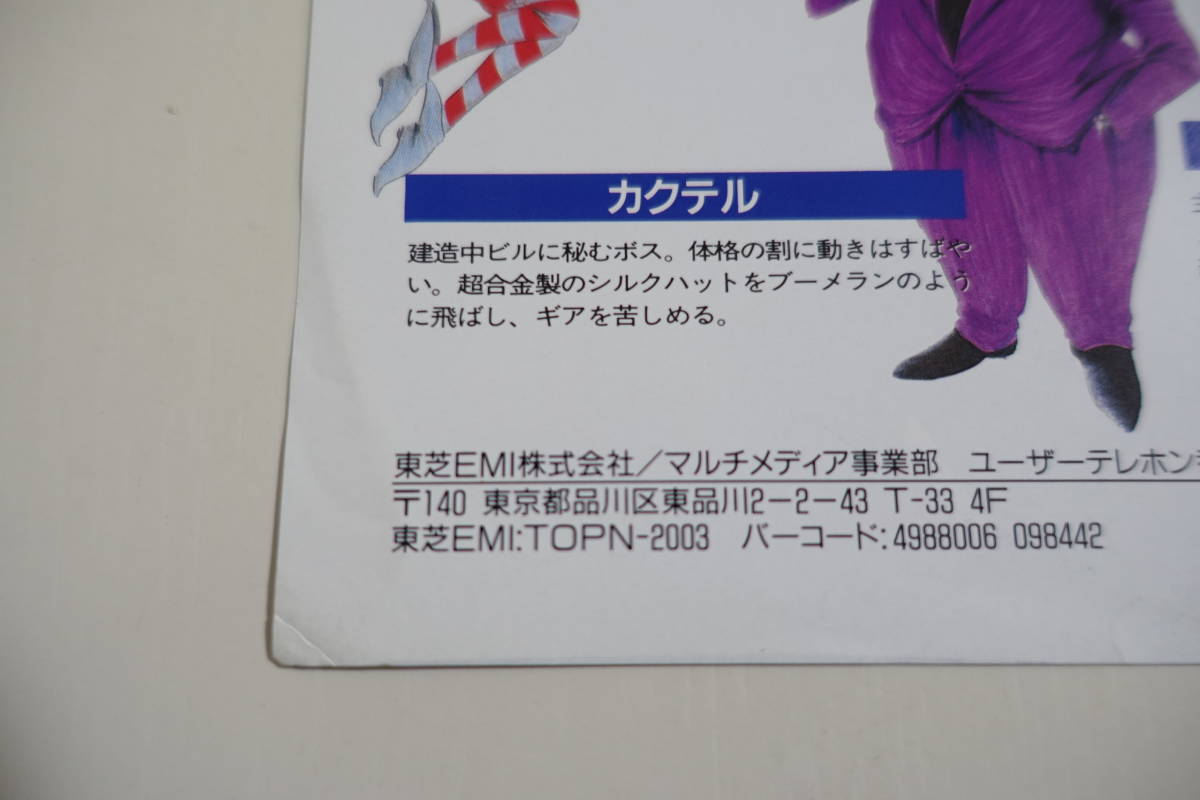 カクテル
建造中ビルに秘むボス。体格の割に動きはすばや
い。超合金製のシルクハットをブーメランのよう
に飛ばし、ギアを苦しめる。
東芝EMI株式会社/マルチメディア事業部 ユーザーテレホン
〒140 東京都品川区東品川2-2-43 T-33 4F
東芝EMI:TOPN-2003 バーコード:4988006 098442